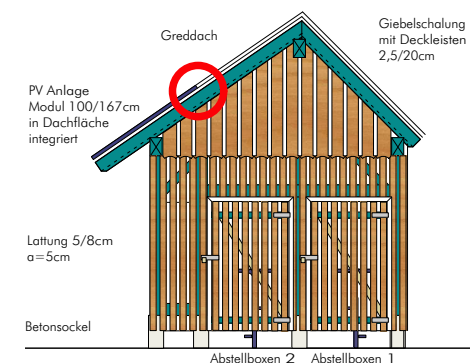 Greddach
Giebelschalung
mit Deckleisten
2,5/20cm
PV Anlage
Modul 100/167cm
in Dachfläche
integriert
Lattung 5/8cm
a=5cm
Betonsockel
Abstellboxen 2
Abstellboxen 1